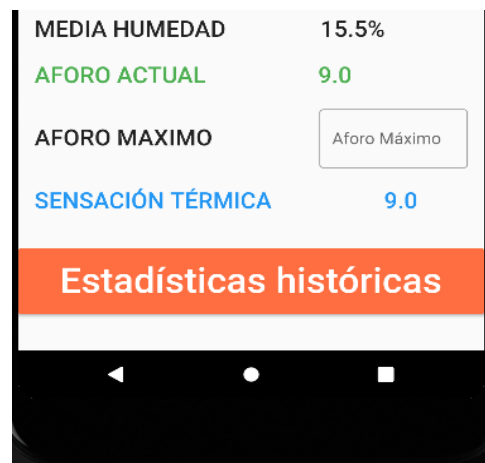 MEDIA HUMEDAD 15.5%
AFORO ACTUAL 9.0
AFORO MAXIMO Aforo Máximo
SENSACIÓN TÉRMICA 9.0
Estadísticas históricas